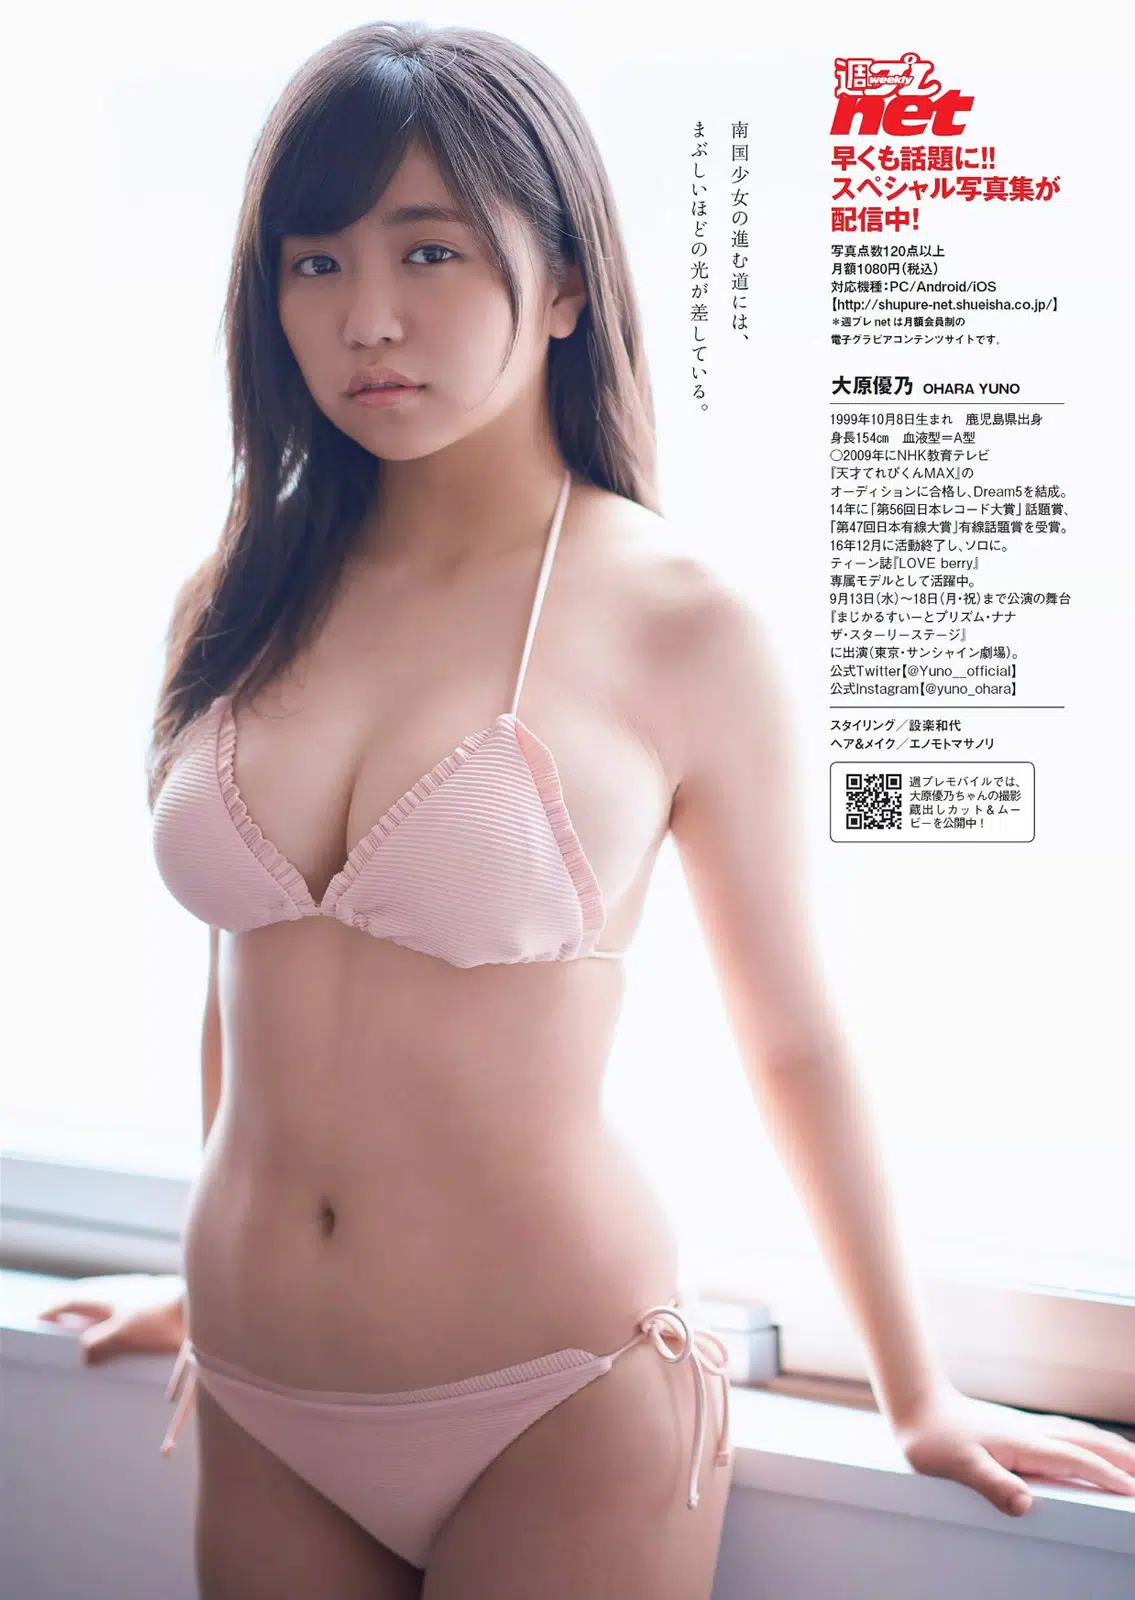 週プレ
weekly
net
早くも話題に!!
スペシャル写真集が
配信中!
写真点数120点以上
月額1080円(税込)
対応機種:PC/Android/iOS
【http://shupure-net.shueisha.co.jp/】
*週プレnetは月額会員制の
電子グラビアコンテンツサイトです。
南国少女の進む道には、
まぶしいほどの光が差している。
大原優乃 OHARA YUNO
1999年10月8日生まれ 鹿児島県出身
身長154㎝ 血液型=A型
○2009年にNHK教育テレビ
『天才てれびくんMAX』の
オーディションに合格し、Dream5を結成。
14年に「第56回日本レコード大賞」話題賞、
「第47回日本有線大賞」有線話題賞を受賞。
16年12月に活動終了し、ソロに。
ティーン誌『LOVE berry』
専属モデルとして活躍中。
9月13日(水)〜18日(月・祝)まで公演の舞台
『まじかるすいーとプリズム・ナナ
ザ・スターリーステージ』
に出演(東京・サンシャイン劇場)。
公式Twitter【@Yuno__official】
公式Instagram【@yuno_ohara】
スタイリング/設楽和代
ヘア&メイク/エノモトマサノリ
週プレモバイルでは、
大原優乃ちゃんの撮影
蔵出しカット&ムー
ビーを公開中!